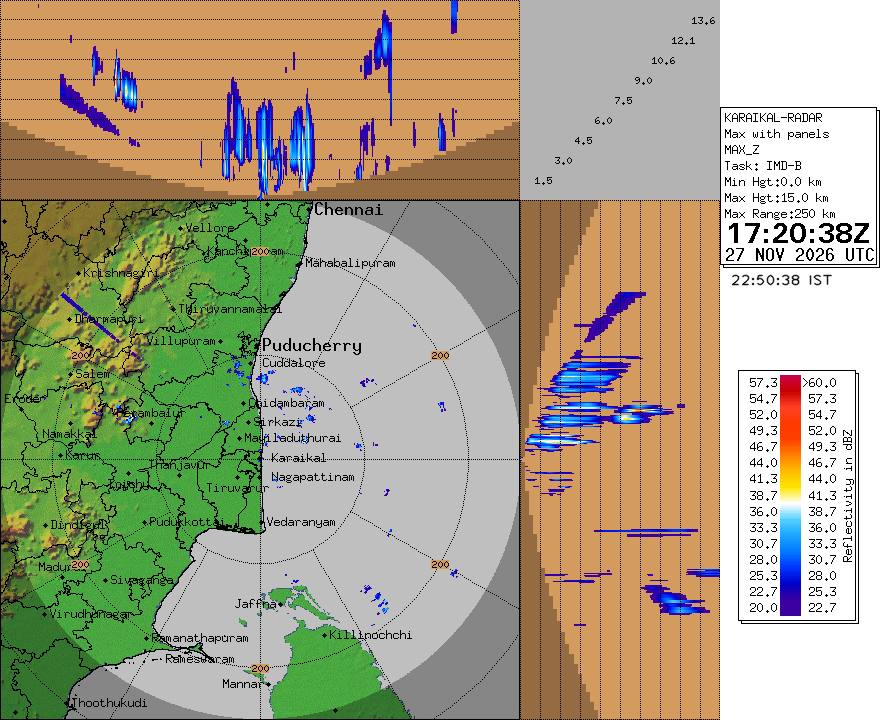 13.6
12.1
10.6
9.0
7.5
6.0
4.5
3.0
1.5
KARAIKAL-RADAR
Max with panels
MAX_Z
Task: IMD-B
Min Hgt:0.0 km
Max Hgt:15.0 km
Max Range:250 km
17:20:38Z
27 NOV 2026 UTC
22:50:38 IST
Chennai
Vellore
200
Mahabalipuram
Krishnagiri
Thiruvannamalai
Dharmapuri
Villupuram
Puducherry
200
200
Cuddalore
Salem
Erode
Chidambaram
Perambalur
Sirkazi
Namakkal
Mayiladuthurai
Karur
Karaikal
Thanjavur
Nagapattinam
Tiruvarur
Dindigul
Pudukkottai
Vedaranyam
200
200
Sivaganga
Jaffna
Virudhunagar
Killinochchi
Ramanathapuram
Rameswaram
200
Mannar
Thoothukudi
57.3 >60.0
54.7 57.3
52.0 54.7
49.3 52.0
46.7 49.3
44.0 46.7
41.3 44.0
38.7 41.3
36.0 38.7
33.3 36.0
30.7 33.3
28.0 30.7
25.3 28.0
22.7 25.3
20.0 22.7
Reflectivity in dBZ